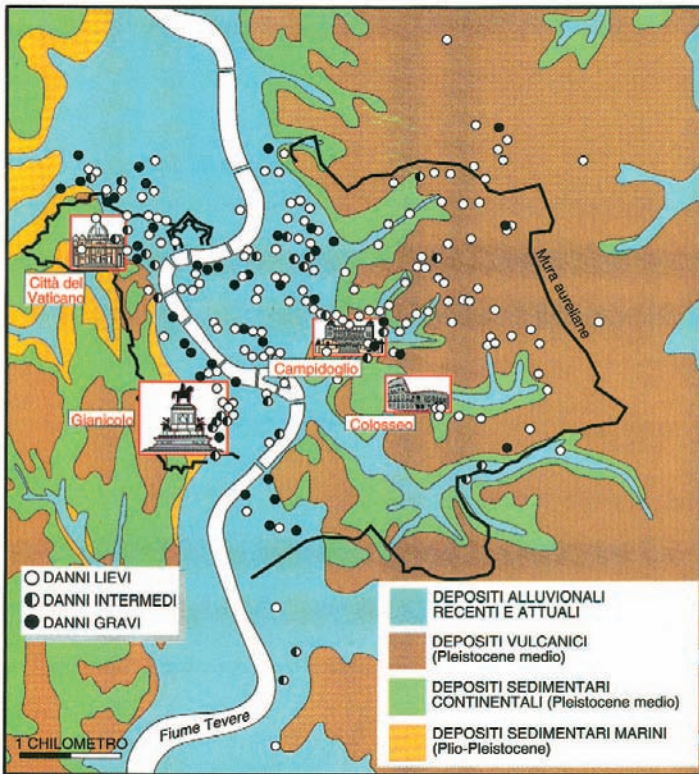 Mura aureliane
Città del
Vaticano
Campidoglio
Gianicolo
Colosseo
DANNI LIEVI
DANNI INTERMEDI
DANNI GRAVI
DEPOSITI ALLUVIONALI
RECENTI E ATTUALI
DEPOSITI VULCANICI
(Pleistocene medio)
DEPOSITI SEDIMENTARI
CONTINENTALI (Pleistocene medio)
DEPOSITI SEDIMENTARI MARINI
(Plio-Pleistocene)
Fiume Tevere
1 CHILOMETRO